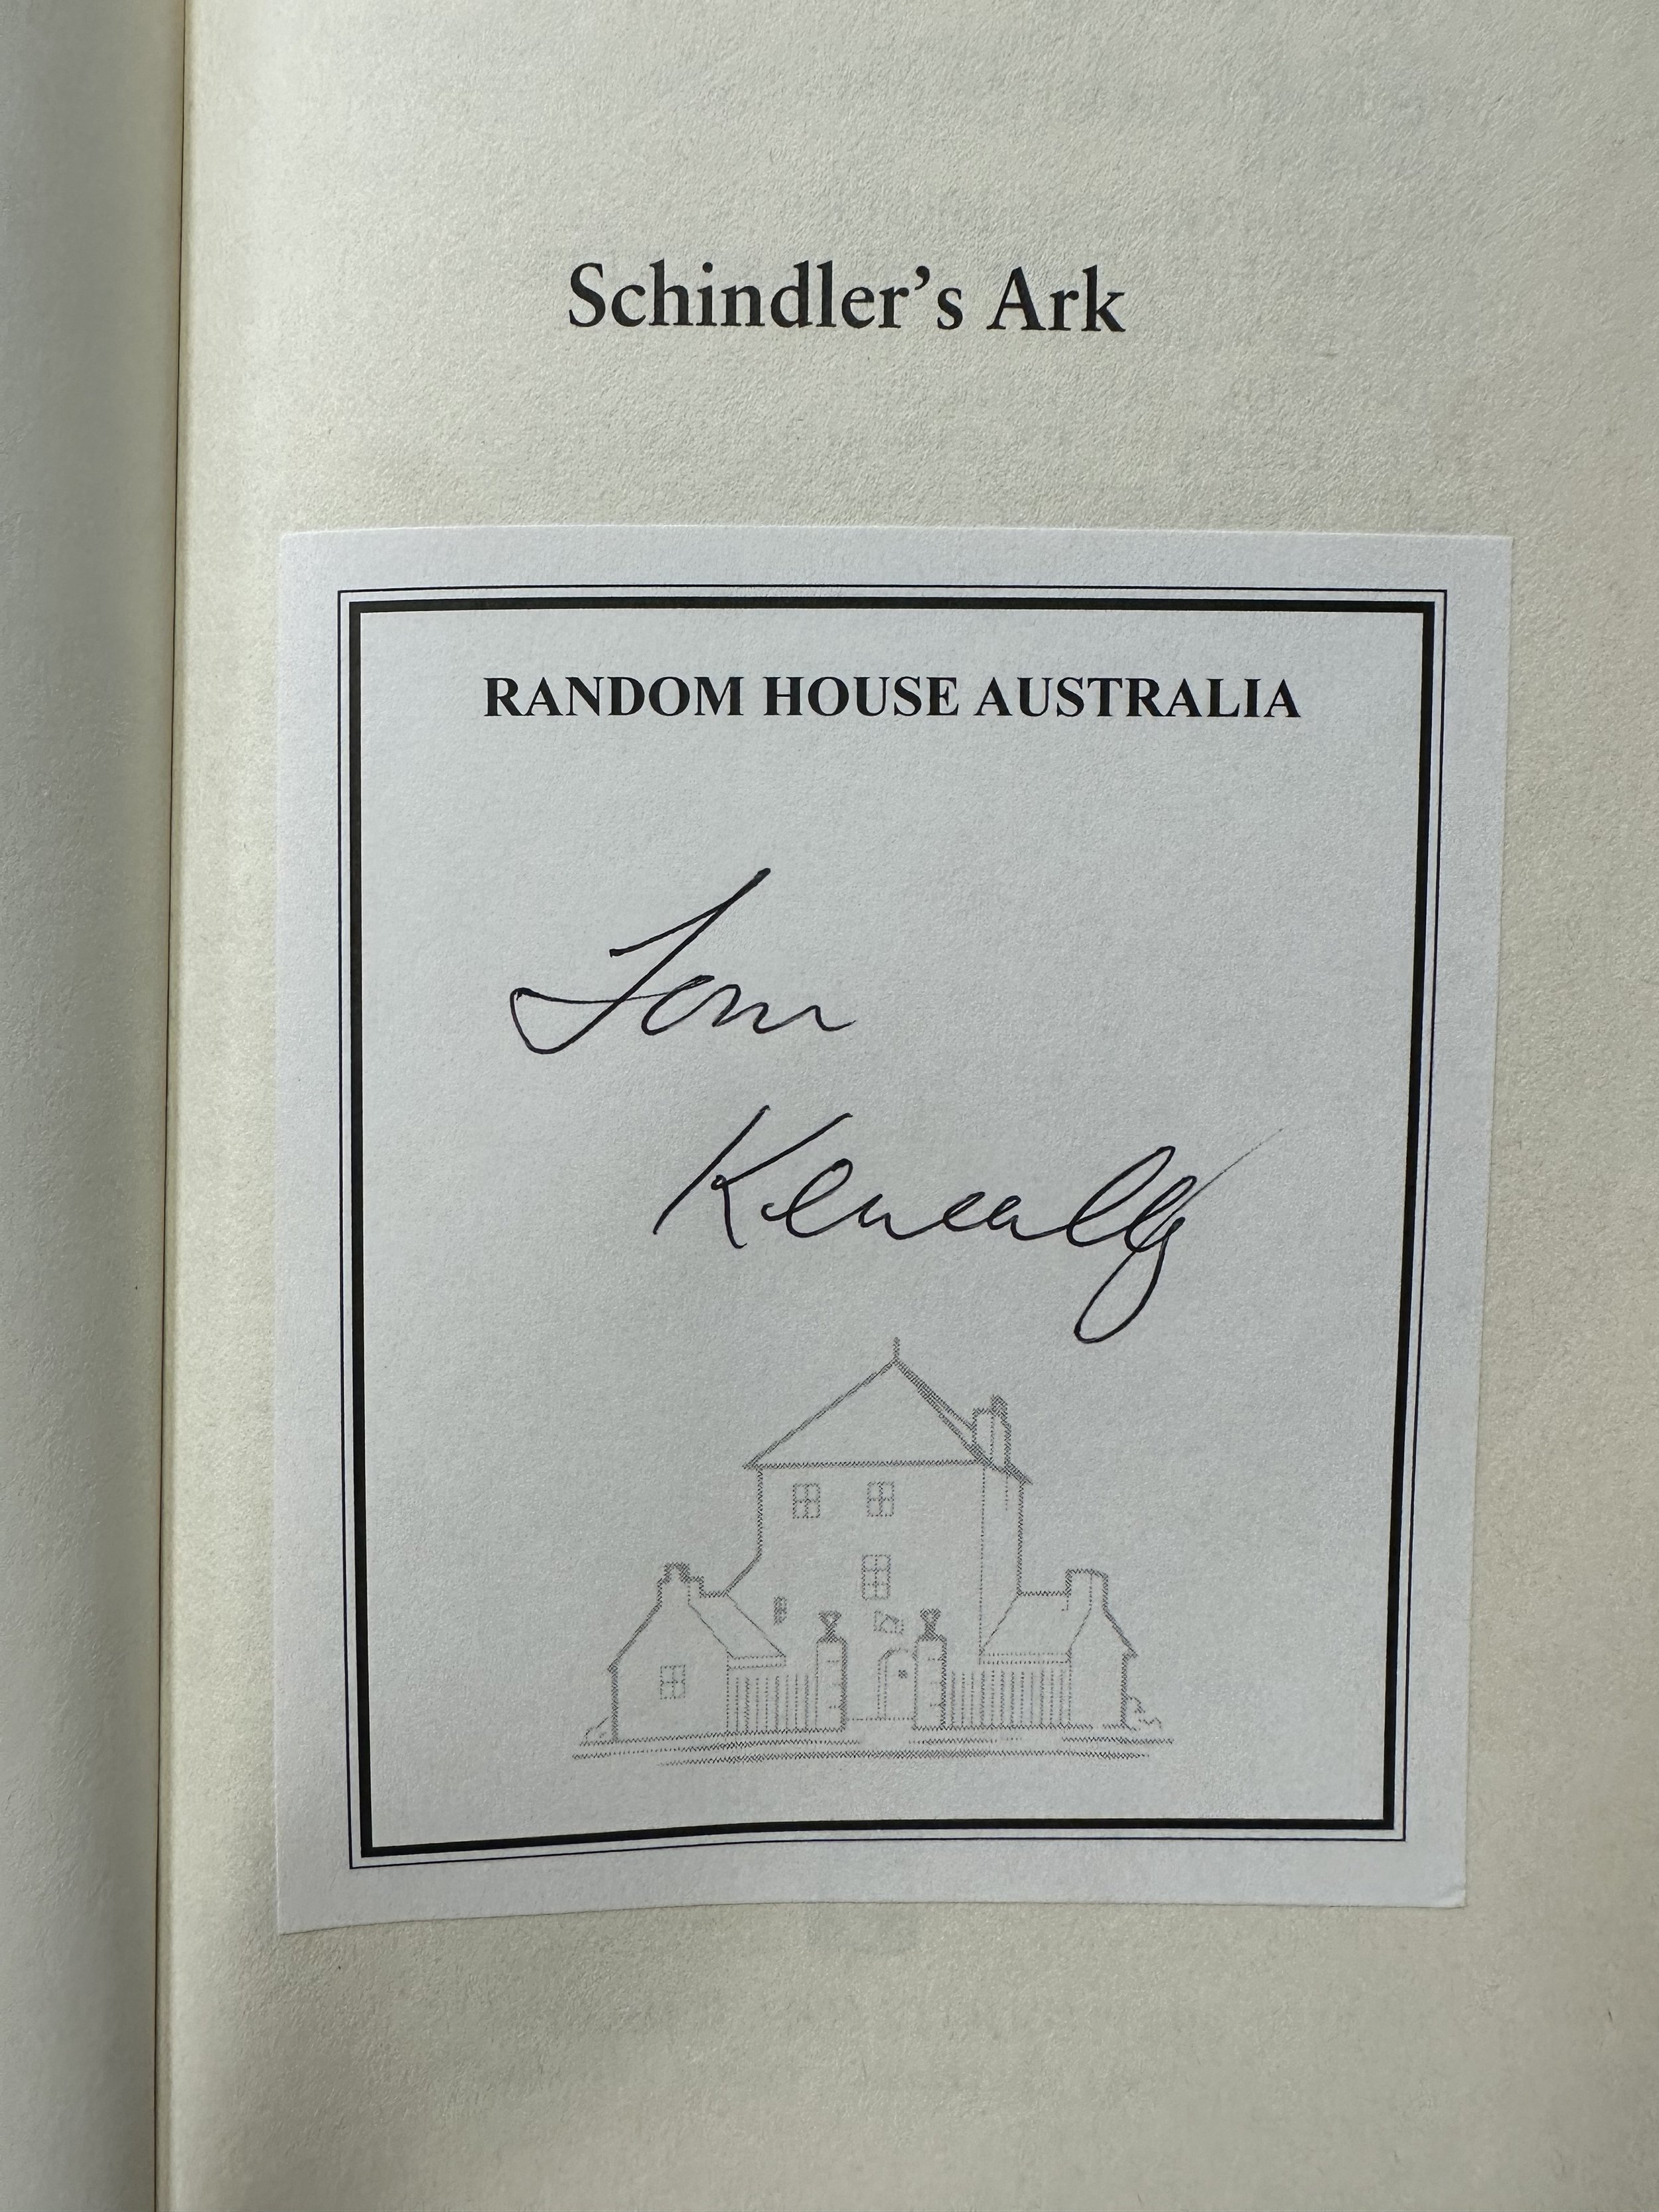 Schindler's Ark
RANDOM HOUSE AUSTRALIA
Tom
Keneally